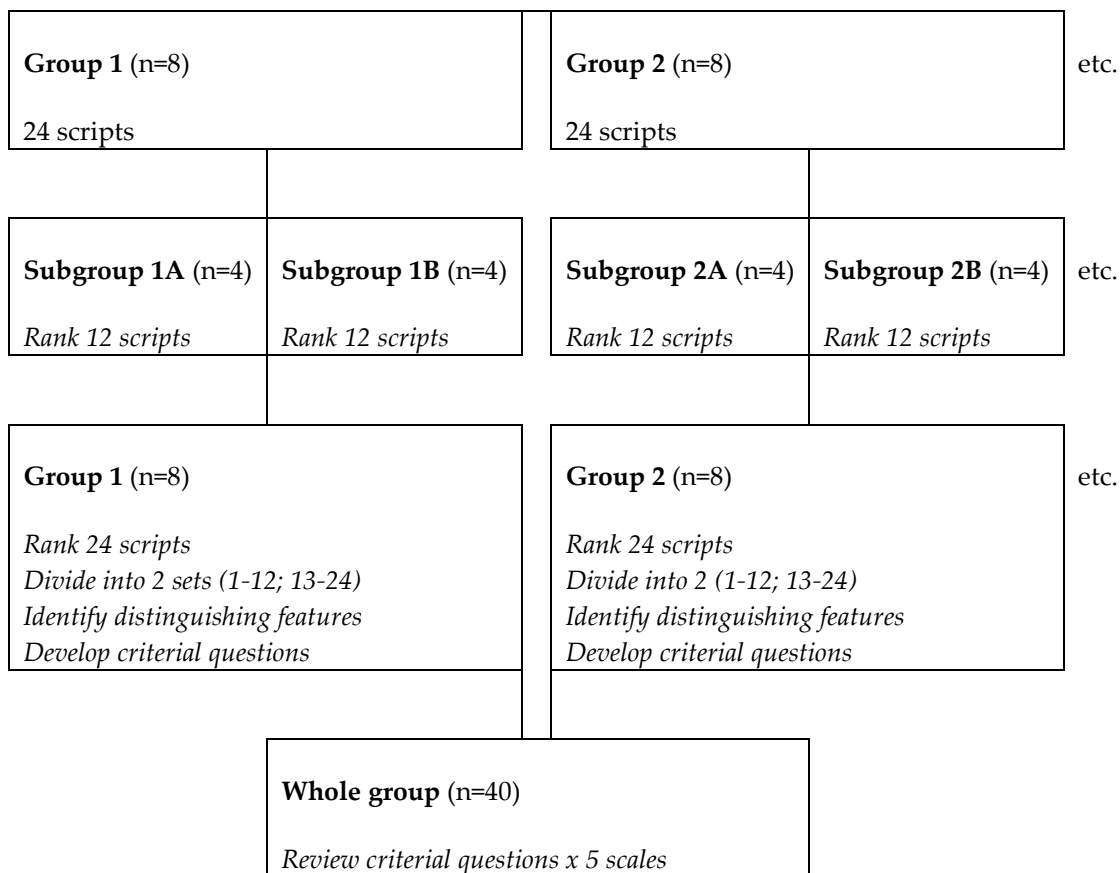 Group 1 (n=8)
24 scripts
Group 2 (n=8)
24 scripts
etc.
Subgroup 1A (n=4)
Rank 12 scripts
Subgroup 1B (n=4)
Rank 12 scripts
Subgroup 2A (n=4)
Rank 12 scripts
Subgroup 2B (n=4)
Rank 12 scripts
etc.
Group 1 (n=8)
Rank 24 scripts
Divide into 2 sets (1-12; 13-24)
Identify distinguishing features
Develop criterial questions
Group 2 (n=8)
Rank 24 scripts
Divide into 2 (1-12; 13-24)
Identify distinguishing features
Develop criterial questions
etc.
Whole group (n=40)
Review criterial questions x 5 scales